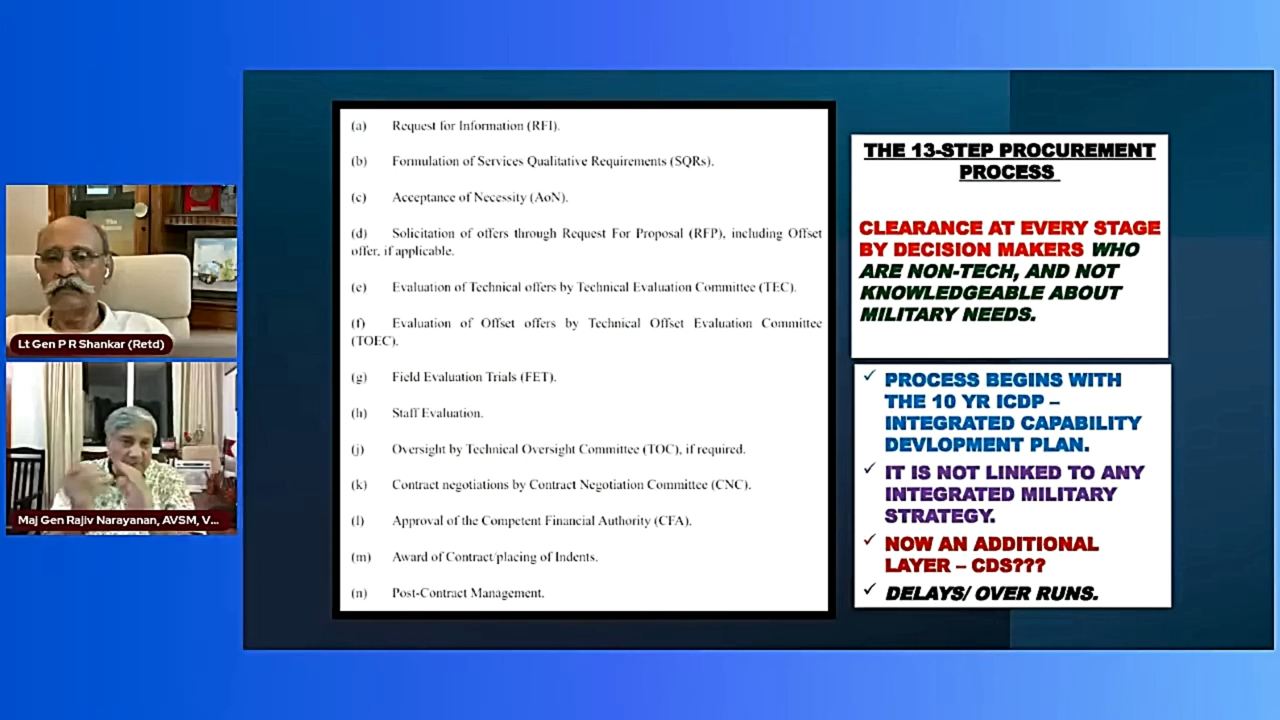 (a) Request for Information (RFI).
(b) Formulation of Services Qualitative Requirements (SQRs).
(c) Acceptance of Necessity (AoN).
(d) Solicitation of offers through Request For Proposal (RFP), including Offset
offer, if applicable.
(e) Evaluation of Technical offers by Technical Evaluation Committee (TEC).
(f) Evaluation of Offset offers by Technical Offset Evaluation Committee
(TOEC).
(g) Field Evaluation Trials (FET).
(h) Staff Evaluation.
(j) Oversight by Technical Oversight Committee (TOC), if required.
(k) Contract negotiations by Contract Negotiation Committee (CNC).
(l) Approval of the Competent Financial Authority (CFA).
(m) Award of Contract/placing of Indents.
(n) Post-Contract Management.
THE 13-STEP PROCUREMENT
PROCESS
CLEARANCE AT EVERY STAGE
BY DECISION MAKERS WHO
ARE NON-TECH, AND NOT
KNOWLEDGEABLE ABOUT
MILITARY NEEDS.
✓ PROCESS BEGINS WITH
THE 10 YR ICDP –
INTEGRATED CAPABILITY
DEVLOPMENT PLAN.
✓ IT IS NOT LINKED TO ANY
INTEGRATED MILITARY
STRATEGY.
✓ NOW AN ADDITIONAL
LAYER – CDS???
✓ DELAYS/ OVER RUNS.
Lt Gen P R Shankar (Retd)
Maj Gen Rajiv Narayanan, AVSM, V...